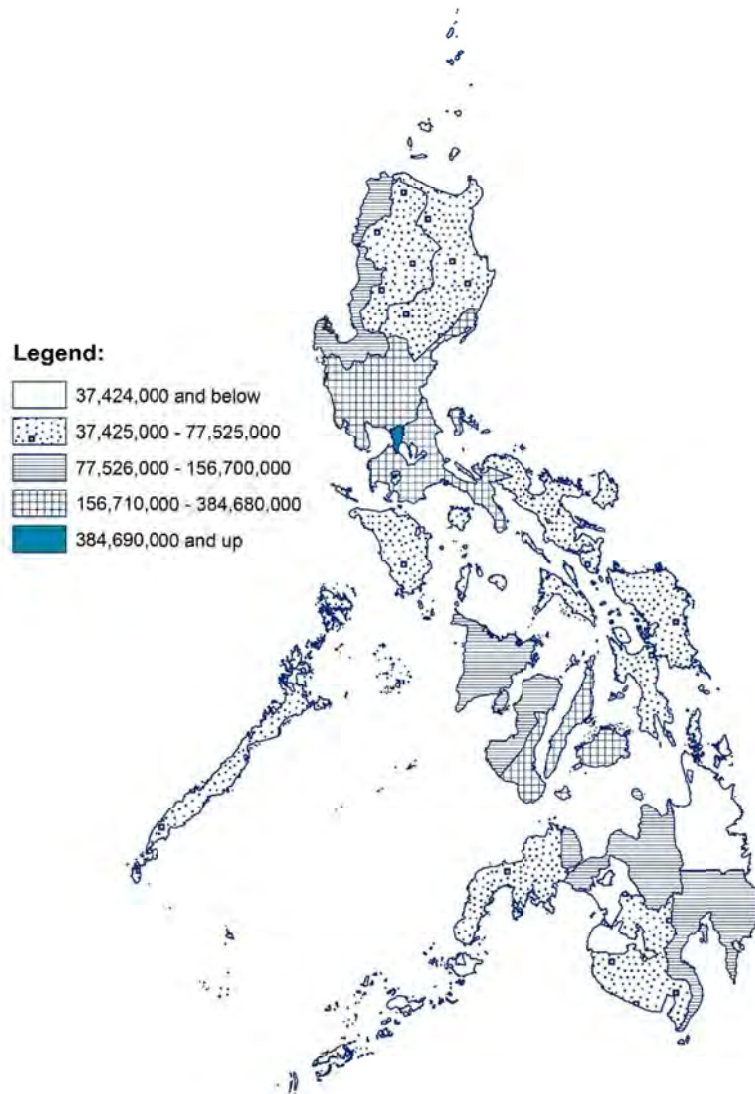 Legend:
37,424,000 and below
37,425,000 - 77,525,000
77,526,000 - 156,700,000
156,710,000 - 384,680,000
384,690,000 and up